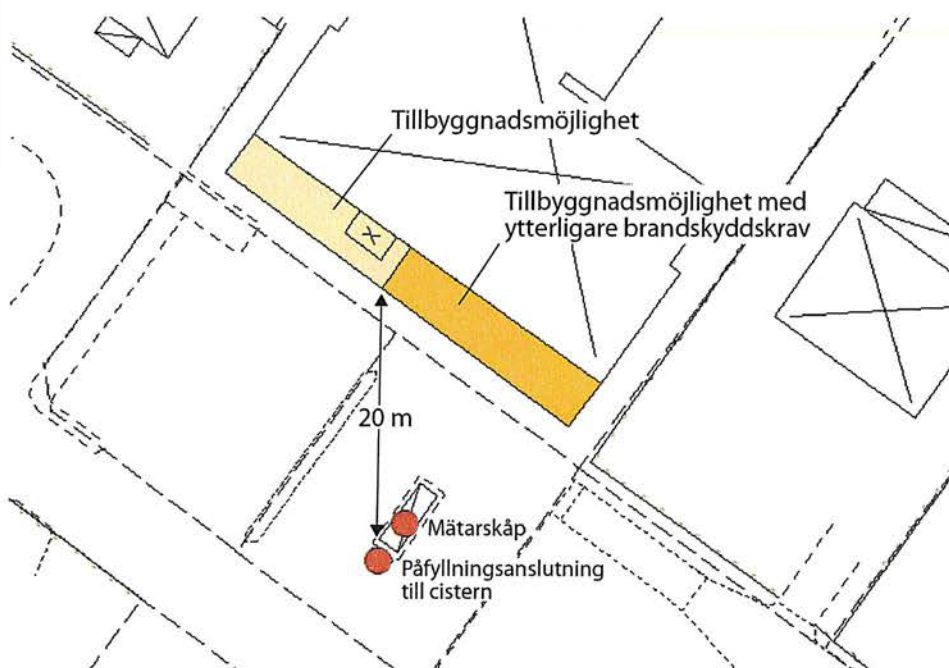 Tillbyggnadsmöjlighet
Tillbyggnadsmöjlighet med
ytterligare brandskyddskrav
20 m
Mätarskåp
Påfyllningsanslutning
till cistern